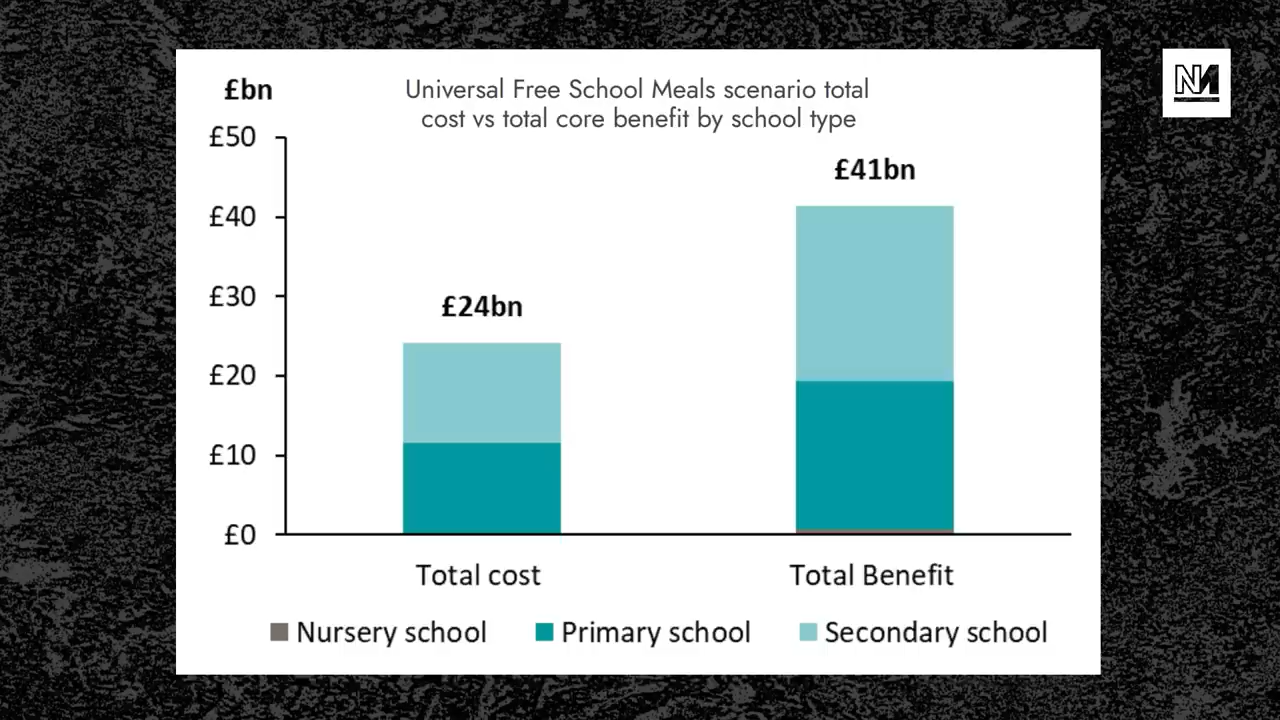 £bn
Universal Free School Meals scenario total
cost vs total core benefit by school type
£50
£41bn
£40
£30
£24bn
£20
£10
£0
Total cost
Total Benefit
Nursery school
Primary school
Secondary school
NM